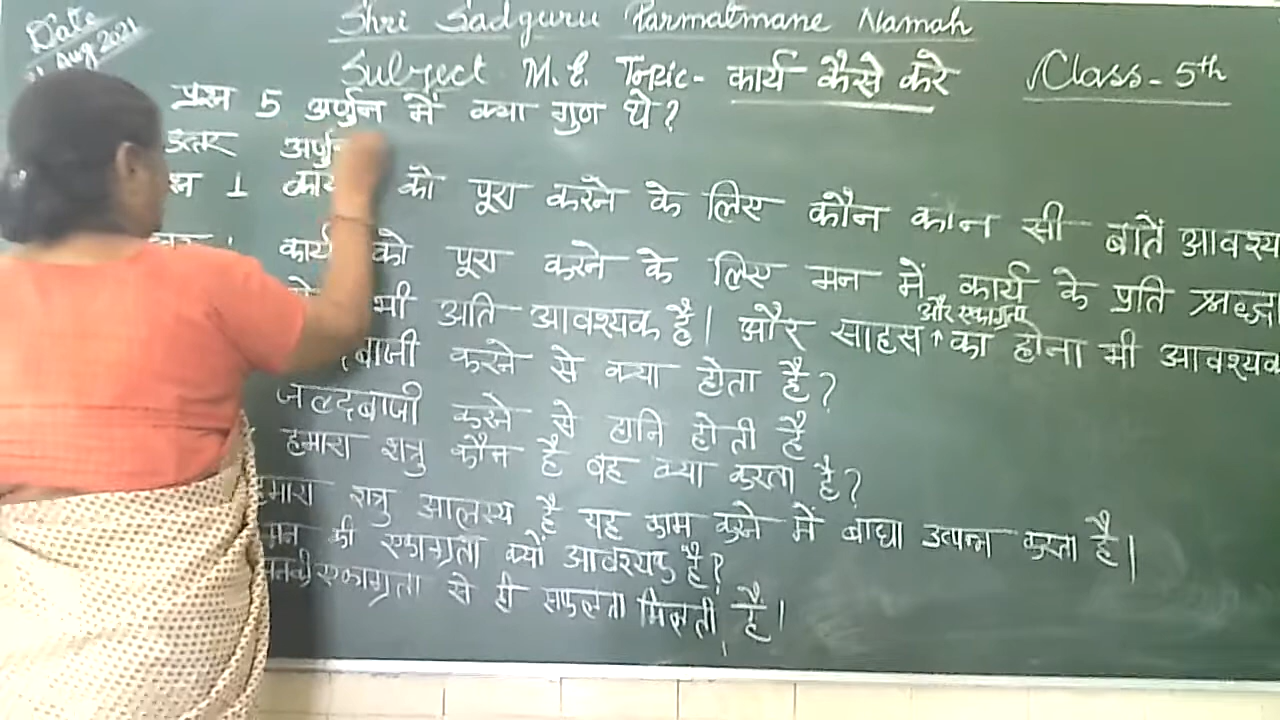 Date
Aug 2021
Shri Sadguru Parmatmane Namah
Subject M.E. Topic- कार्य कैसे करे Class - 5th
प्रश्न 5 अर्जुन में क्या गुण थे?
उत्तर अर्जुन
1 कार्य को पूरा करने के लिए कौन कान सी बातें आवश्य
कार्य को पूरा करने के लिए मन में कार्य के प्रति श्रद्धा
और एकाग्रता
भी अति आवश्यक है। और साहस ↑ का होना भी आवश्यक
करने से क्या होता है?
जल्दबाजी करने से हानि होती है
हमारा शत्रु कौन है वह क्या करता है?
हमारा शत्रु आलस्य है यह काम करने में बाधा उत्पन्न करता है।
मन की एकाग्रता क्यों आवश्यक है?
एकाग्रता से ही सफलता मिलती है।